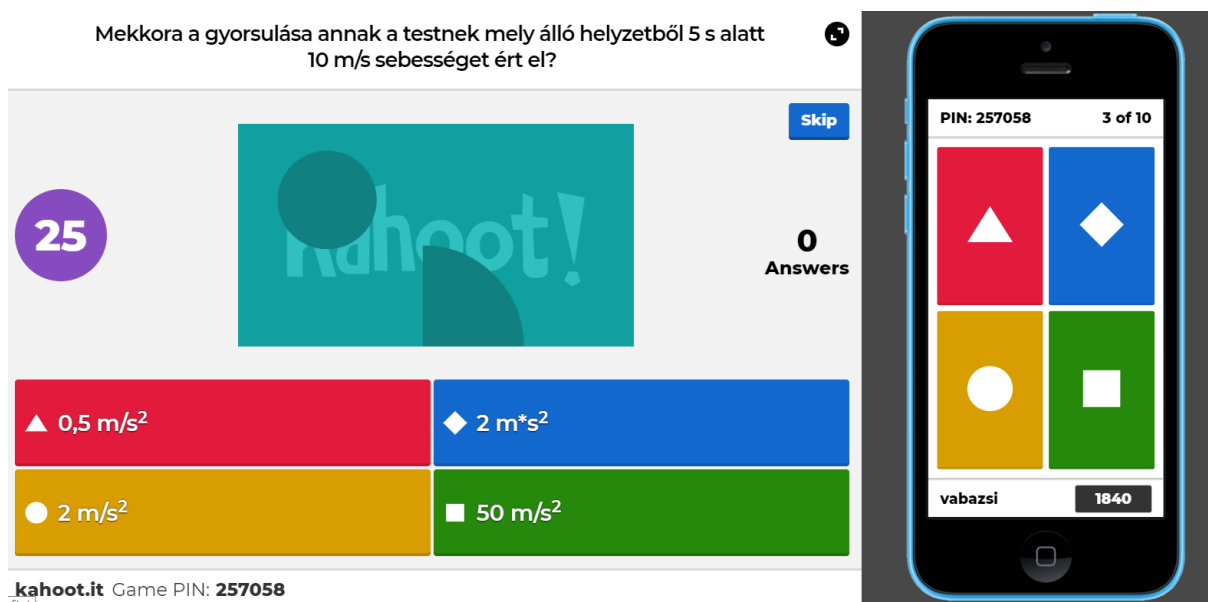 Mekkora a gyorsulása annak a testnek mely álló helyzetből 5 s alatt
10 m/s sebességet ért el?
Skip
25
Kahoot!
0
Answers
0,5 m/s²
2 m*s²
2 m/s²
50 m/s²
kahoot.it Game PIN: 257058
PIN: 257058 3 of 10
vabazsi 1840